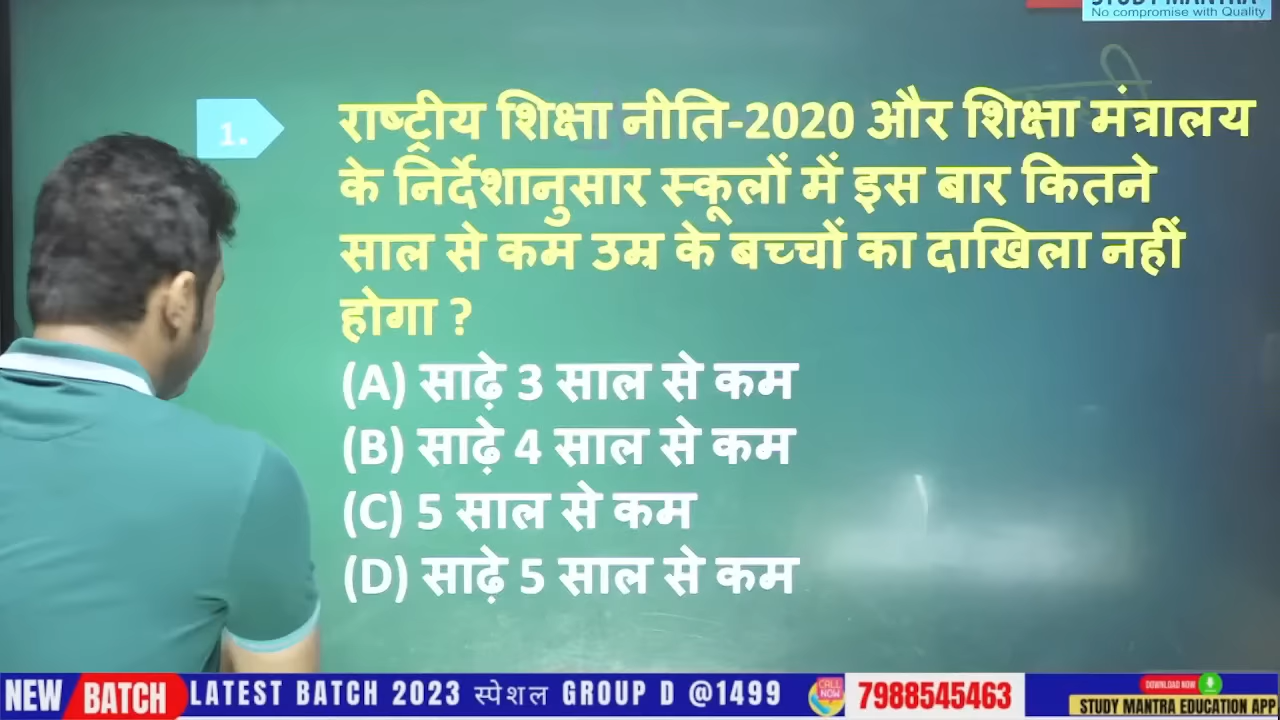 No compromise with Quality
1.
राष्ट्रीय शिक्षा नीति-2020 और शिक्षा मंत्रालय
के निर्देशानुसार स्कूलों में इस बार कितने
साल से कम उम्र के बच्चों का दाखिला नहीं
होगा ?
(A) साढ़े 3 साल से कम
(B) साढ़े 4 साल से कम
(C) 5 साल से कम
(D) साढ़े 5 साल से कम
NEW BATCH LATEST BATCH 2023 स्पेशल GROUP D @1499 CALL NOW 7988545463 DOWNLOAD NOW
STUDY MANTRA EDUCATION APP